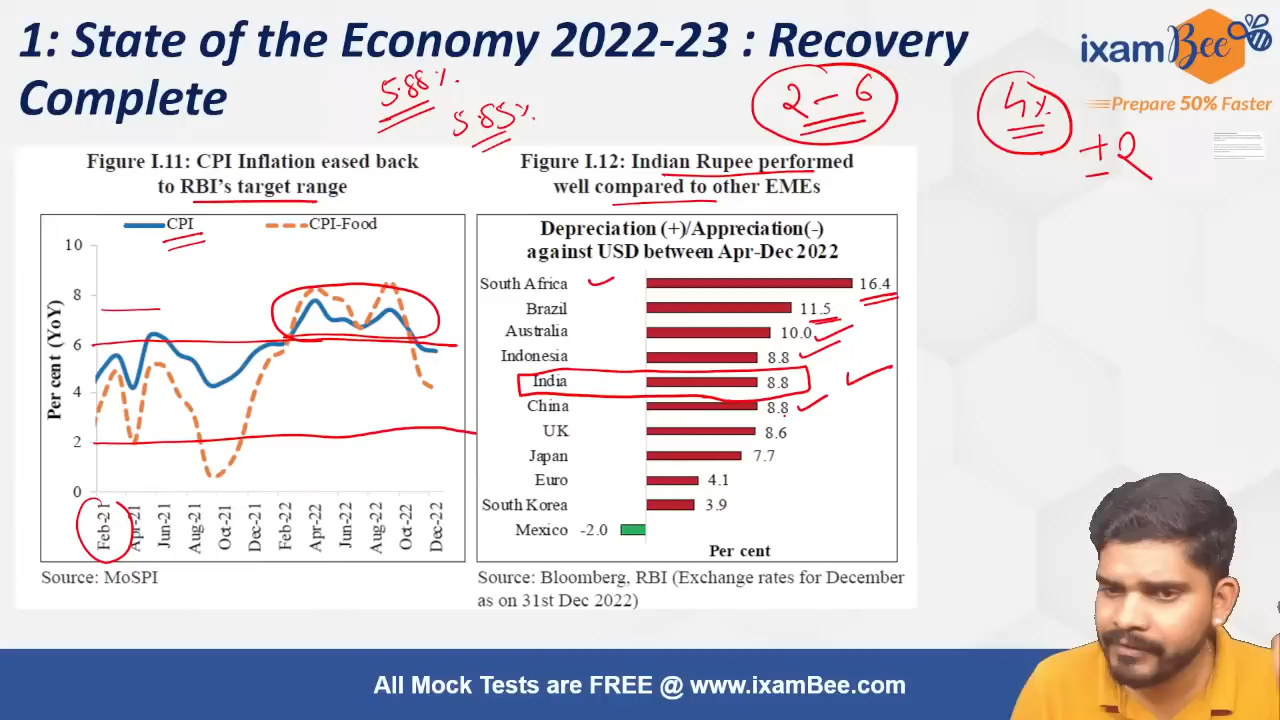 1: State of the Economy 2022-23 : Recovery
Complete
ixamBee
Prepare 50% Faster
5.88%.
5.85%.
2 – 6
4%.
±2
Figure I.11: CPI Inflation eased back
to RBI's target range
CPI
CPI-Food
Per cent (YoY)
10
8
6
4
2
0
Feb-21
Apr-21
Jun-21
Aug-21
Oct-21
Dec-21
Feb-22
Apr-22
Jun-22
Aug-22
Oct-22
Dec-22
Source: MoSPI
Figure I.12: Indian Rupee performed
well compared to other EMEs
Depreciation (+)/Appreciation(-)
against USD between Apr-Dec 2022
South Africa 16.4
Brazil 11.5
Australia 10.0
Indonesia 8.8
India 8.8
China 8.8
UK 8.6
Japan 7.7
Euro 4.1
South Korea 3.9
Mexico -2.0
Per cent
Source: Bloomberg, RBI (Exchange rates for December
as on 31st Dec 2022)
All Mock Tests are FREE @ www.ixamBee.com